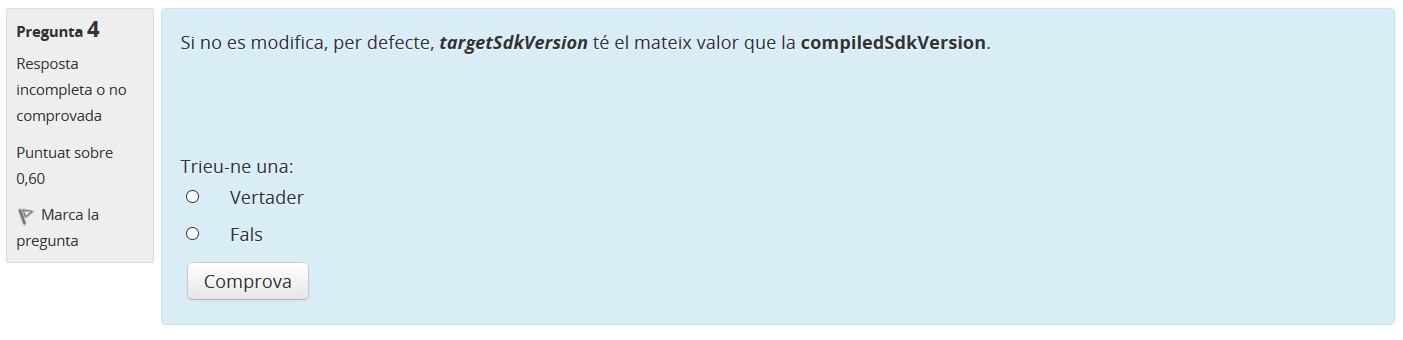 Pregunta 4
Resposta
incompleta o no
comprovada
Puntuat sobre
0,60
Marca la
pregunta
Si no es modifica, per defecte, targetSdkVersion té el mateix valor que la compiledSdkVersion.
Trieu-ne una:
Vertader
Fals
Comprova